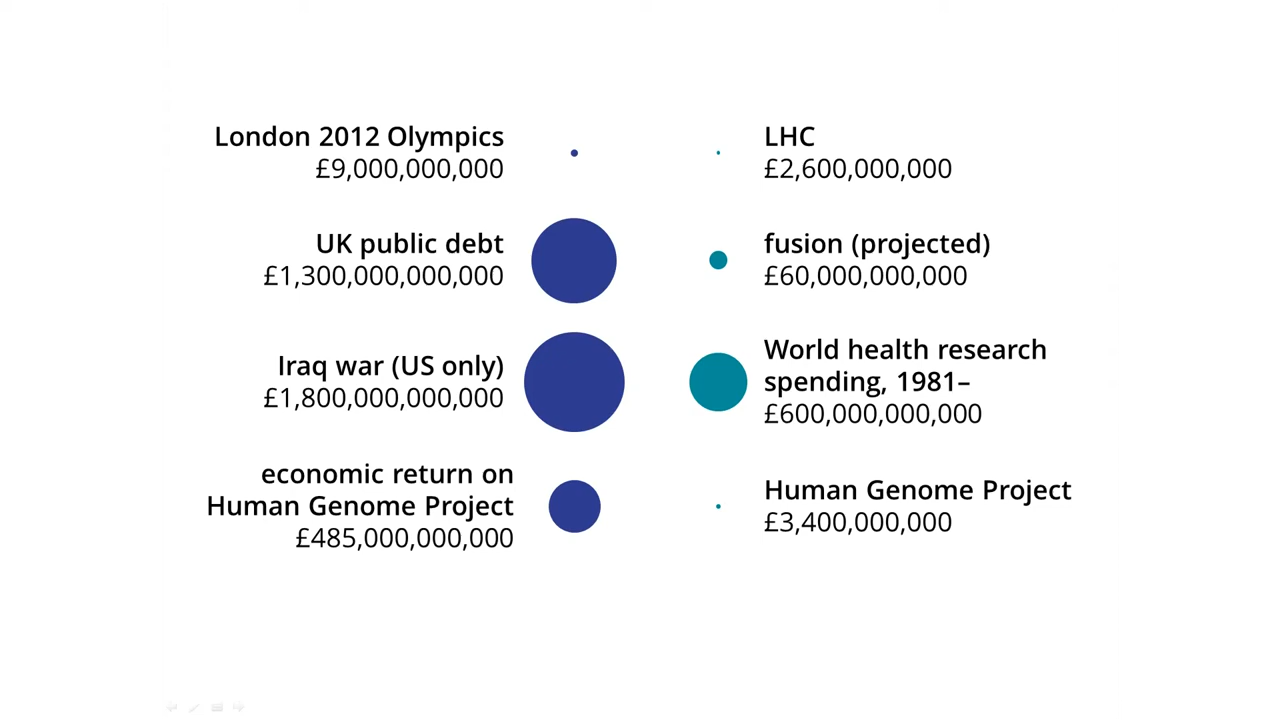 London 2012 Olympics
£9,000,000,000
LHC
£2,600,000,000
UK public debt
£1,300,000,000,000
fusion (projected)
£60,000,000,000
Iraq war (US only)
£1,800,000,000,000
World health research
spending, 1981–
£600,000,000,000
economic return on
Human Genome Project
£485,000,000,000
Human Genome Project
£3,400,000,000